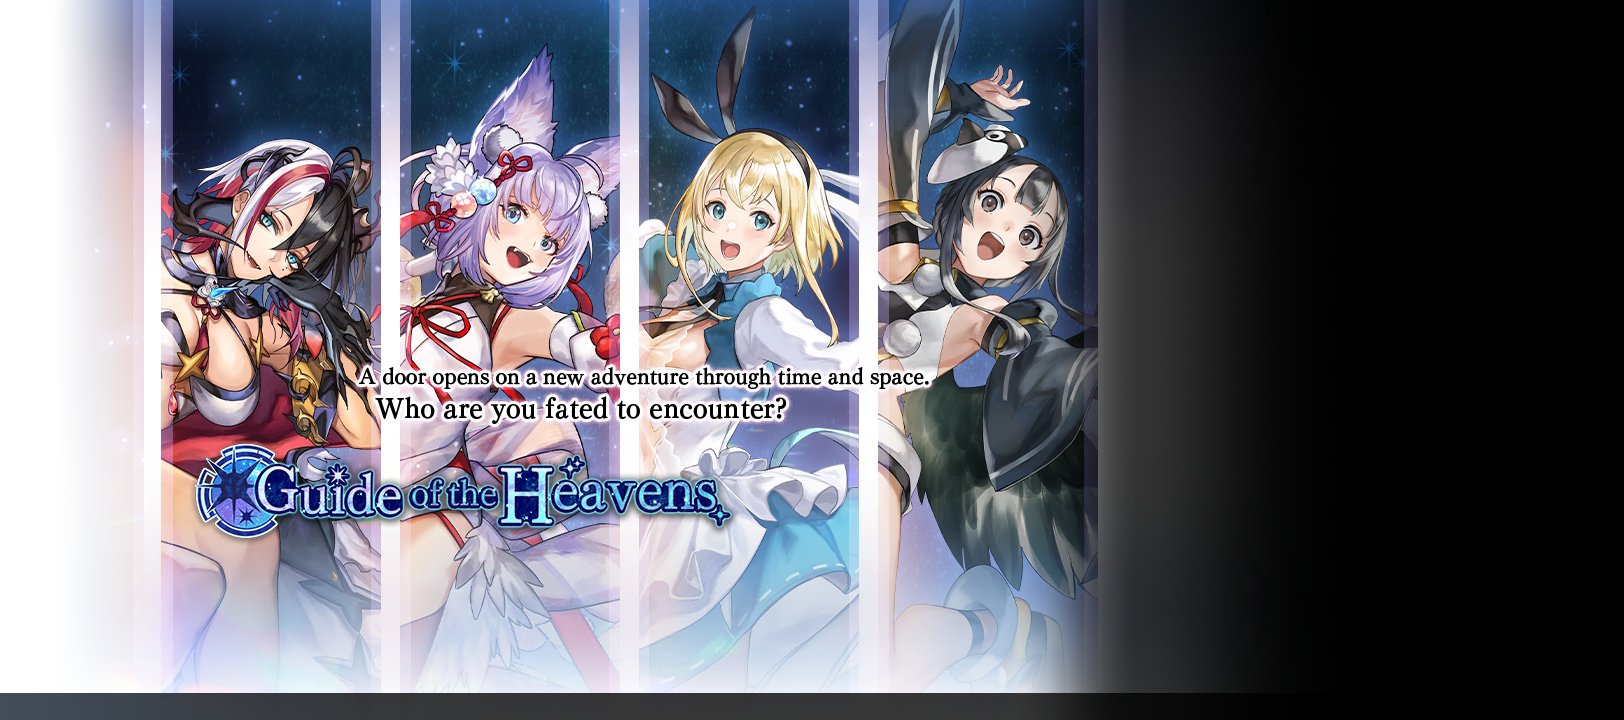 A door opens on a new adventure through time and space.
Who are you fated to encounter?
Guide of the Heavens